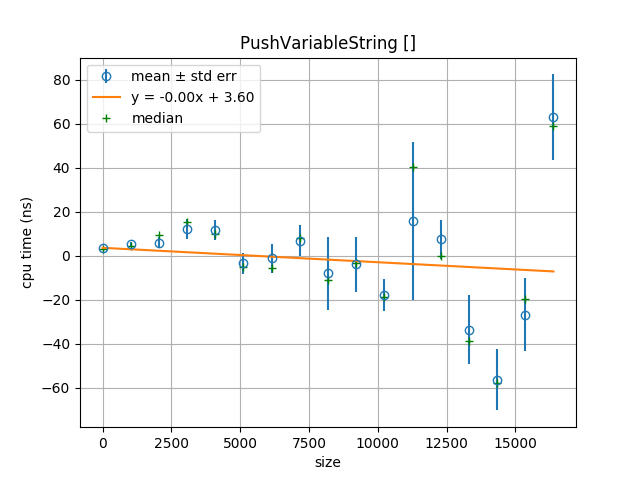 PushVariableString []
mean ± std err
y = -0.00x + 3.60
median
80
60
40
20
0
−20
−40
−60
cpu time (ns)
0 2500 5000 7500 10000 12500 15000
size